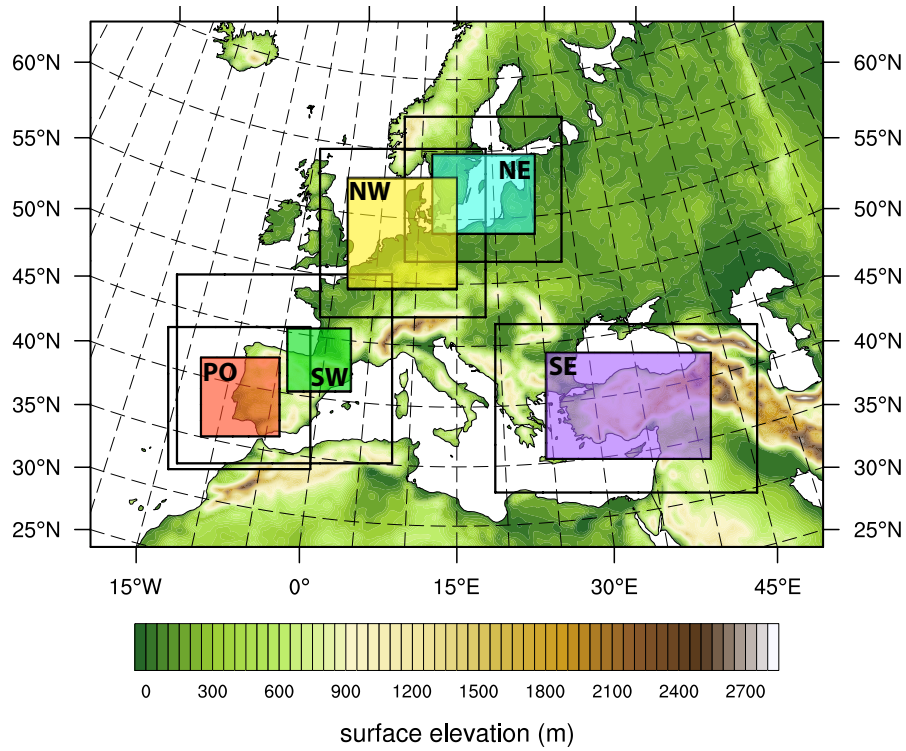 60°N 60°N
55°N 55°N
NE
NW
50°N 50°N
45°N 45°N
40°N 40°N
PO SW SE
35°N 35°N
30°N 30°N
25°N 25°N
15°W 0° 15°E 30°E 45°E
0 300 600 900 1200 1500 1800 2100 2400 2700
surface elevation (m)